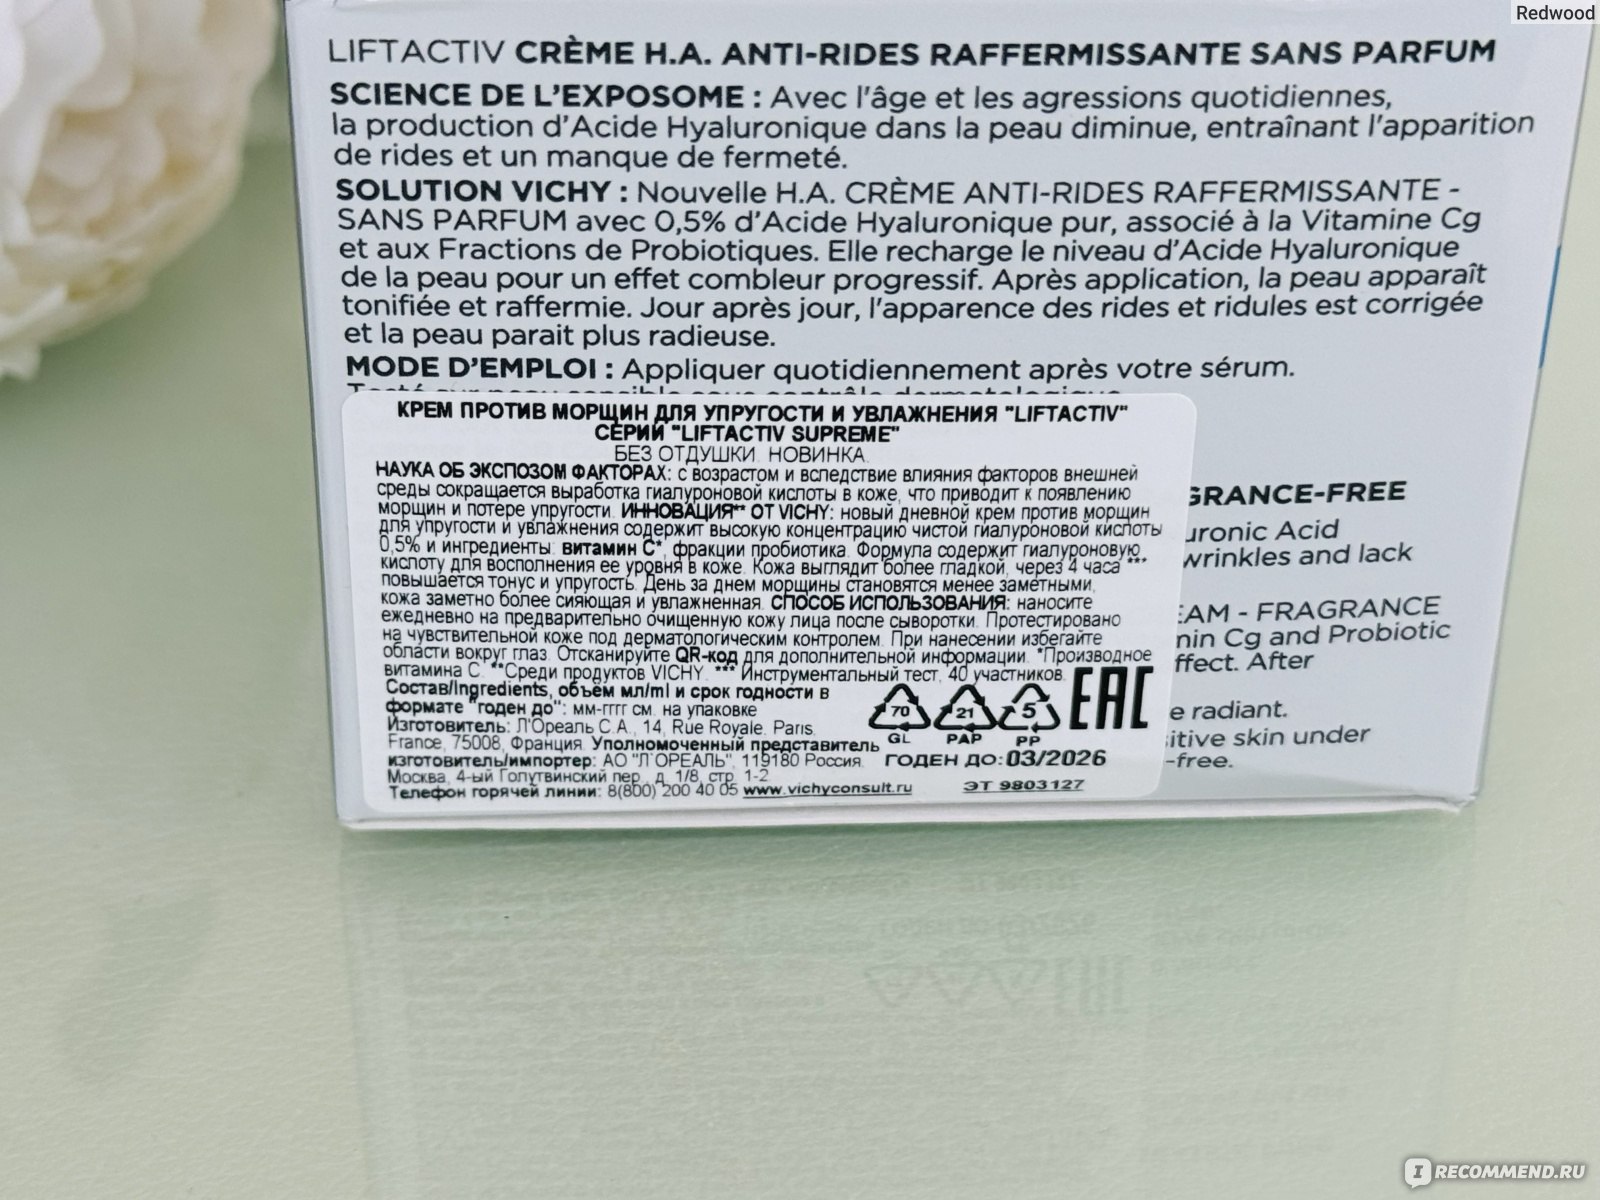 Redwood
LIFTACTIV CRÈME H.A. ANTI-RIDES RAFFERMISSANTE SANS PARFUM
SCIENCE DE L'EXPOSOME : Avec l'âge et les agressions quotidiennes,
la production d'Acide Hyaluronique dans la peau diminue, entraînant l'apparition
de rides et un manque de fermeté.
SOLUTION VICHY : Nouvelle H.A. CRÈME ANTI-RIDES RAFFERMISSANTE -
SANS PARFUM avec 0,5% d'Acide Hyaluronique pur, associé à la Vitamine Cg
et aux Fractions de Probiotiques. Elle recharge le niveau d'Acide Hyaluronique
de la peau pour un effet combleur progressif. Après application, la peau apparaît
tonifiée et raffermie. Jour après jour, l'apparence des rides et ridules est corrigée
et la peau parait plus radieuse.
MODE D'EMPLOI : Appliquer quotidiennement après votre sérum.
КРЕМ ПРОТИВ МОРЩИН ДЛЯ УПРУГОСТИ И УВЛАЖНЕНИЯ "LIFTACTIV"
СЕРИИ "LIFTACTIV SUPREME"
БЕЗ ОТДУШКИ. НОВИНКА.
НАУКА ОБ ЭКСПОЗОМ ФАКТОРАХ: с возрастом и вследствие влияния факторов внешней
среды сокращается выработка гиалуроновой кислоты в коже, что приводит к появлению
морщин и потере упругости. ИННОВАЦИЯ** ОТ VICHY: новый дневной крем против морщин
для упругости и увлажнения содержит высокую концентрацию чистой гиалуроновой кислоты
0,5% и ингредиенты: витамин С*, фракции пробиотика. Формула содержит гиалуроновую
кислоту для восполнения ее уровня в коже. Кожа выглядит более гладкой, через 4 часа ***
повышается тонус и упругость. День за днем морщины становятся менее заметными,
кожа заметно более сияющая и увлажненная. СПОСОБ ИСПОЛЬЗОВАНИЯ: наносите
ежедневно на предварительно очищенную кожу лица после сыворотки. Протестировано
на чувствительной коже под дерматологическим контролем. При нанесении избегайте
области вокруг глаз. Отсканируйте QR-код для дополнительной информации. *Производное
витамина С. **Среди продуктов VICHY. *** Инструментальный тест, 40 участников.
Состав/Ingredients, объем мл/ml и срок годности в
формате "годен до": мм-гггг см. на упаковке
Изготовитель: Л'Ореаль С.А., 14, Rue Royale, Paris,
France, 75008, Франция. Уполномоченный представитель
изготовитель/импортер: АО "Л'ОРЕАЛЬ", 119180 Россия,
Москва, 4-ый Голутвинский пер., д. 1/8, стр. 1-2
Телефон горячей линии: 8(800) 200 40 05 www.vichyconsult.ru
70 21 5 EAC
GL PAP PP
ГОДЕН ДО: 03/2026
ЭТ 9803127
GRANCE-FREE
uronic Acid
wrinkles and lack
EAM - FRAGRANCE
min Cg and Probiotic
ffect. After
e radiant.
itive skin under
-free.
IRECOMMEND.RU